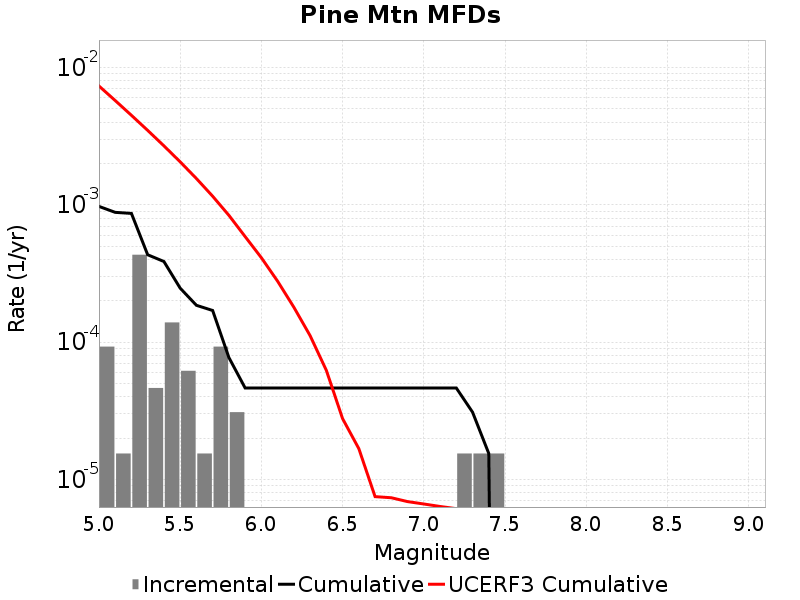 Pine Mtn MFDs
10-2
10-3
10-4
10-5
Rate (1/yr)
5.0 5.5 6.0 6.5 7.0 7.5 8.0 8.5 9.0
Magnitude
Incremental Cumulative UCERF3 Cumulative